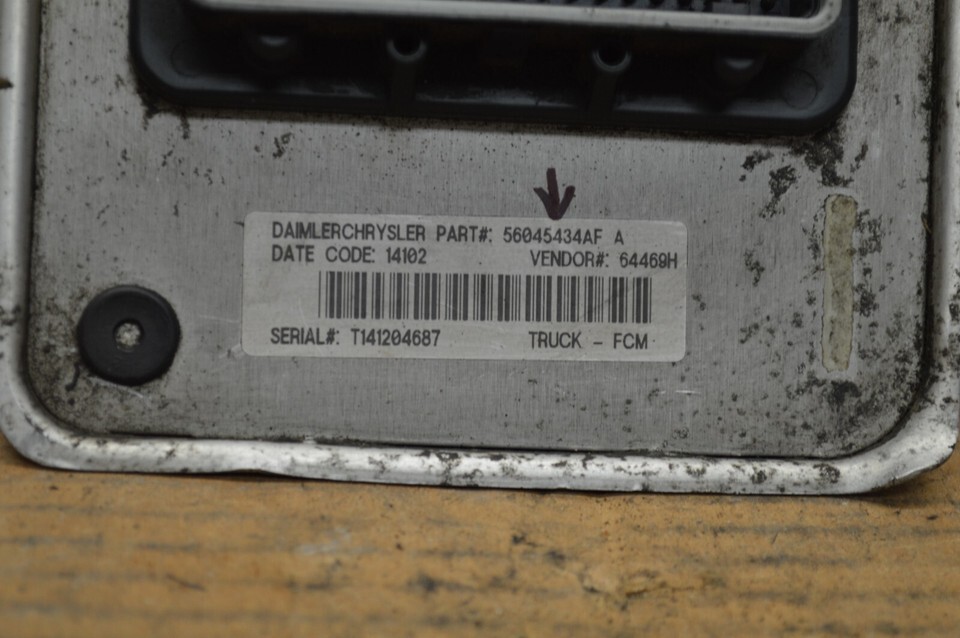 DAIMLERCHRYSLER PART#: 56045434AF A
DATE CODE: 14102 VENDOR#: 64469H
SERIAL#: T141204687 TRUCK - FCM